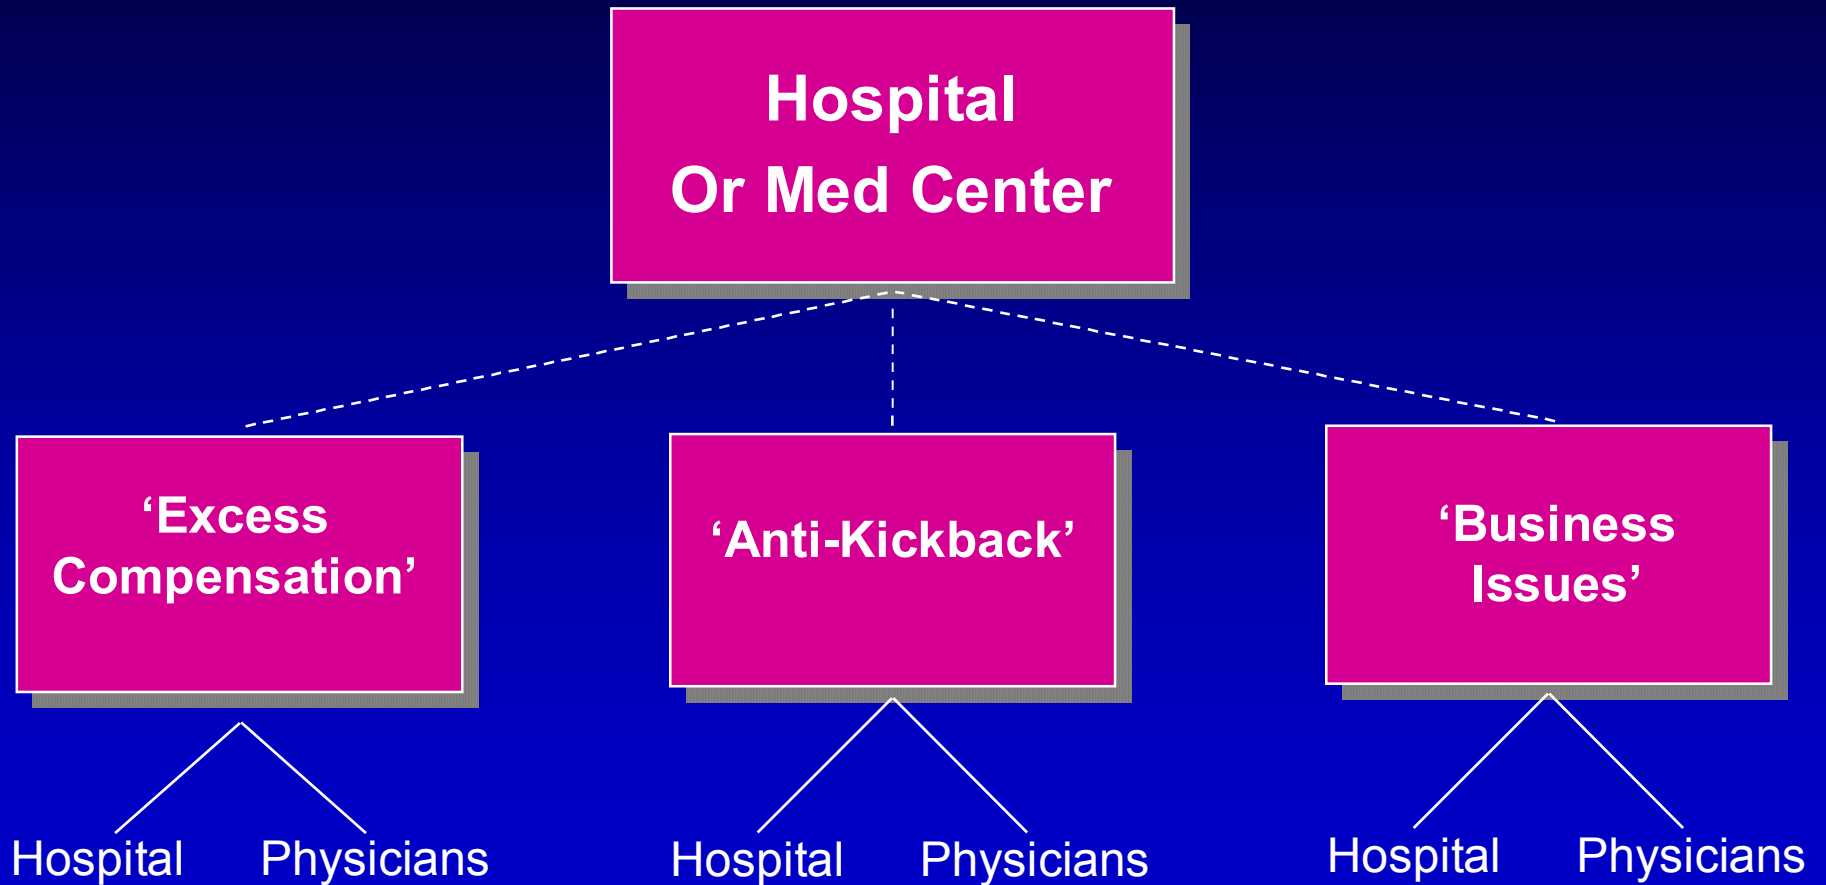 Hospital
Or Med Center
‘Excess
Compensation’
‘Anti-Kickback’
‘Business
Issues’
Hospital
Physicians
Hospital
Physicians
Hospital
Physicians